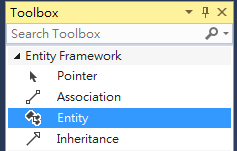 Toolbox
Search Toolbox
Entity Framework
Pointer
Association
Entity
Inheritance